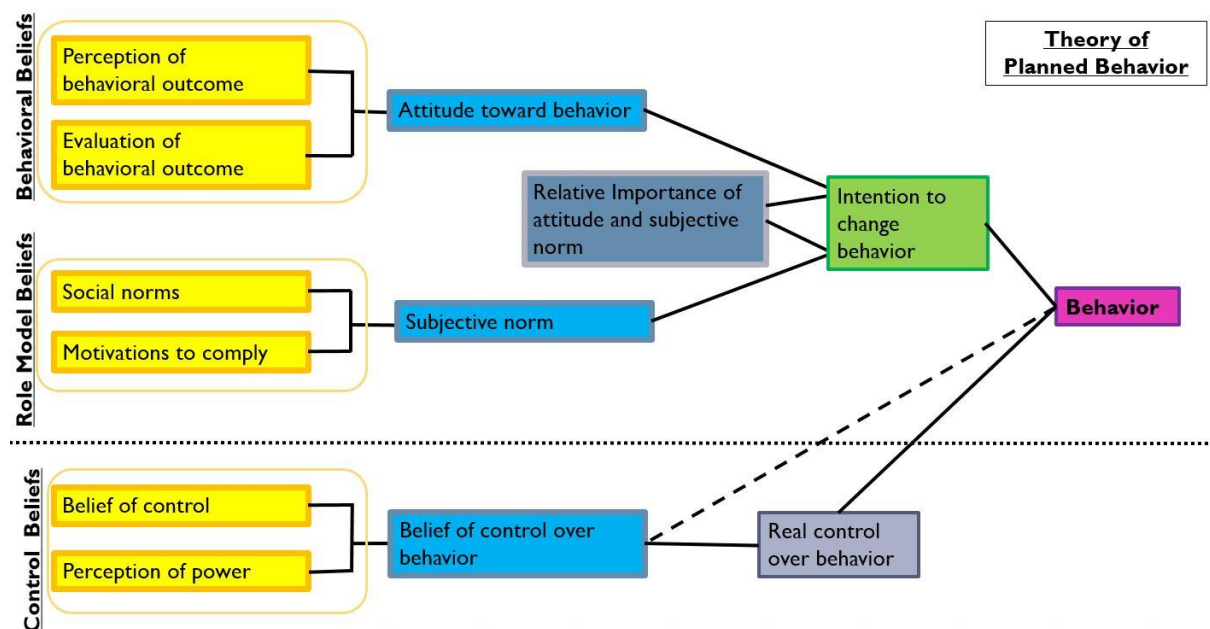 Theory of
Planned Behavior
Behavioral Beliefs
Perception of
behavioral outcome
Evaluation of
behavioral outcome
Attitude toward behavior
Relative Importance of
attitude and subjective
norm
Intention to
change
behavior
Behavior
Role Model Beliefs
Social norms
Motivations to comply
Subjective norm
Control Beliefs
Belief of control
Perception of power
Belief of control over
behavior
Real control
over behavior